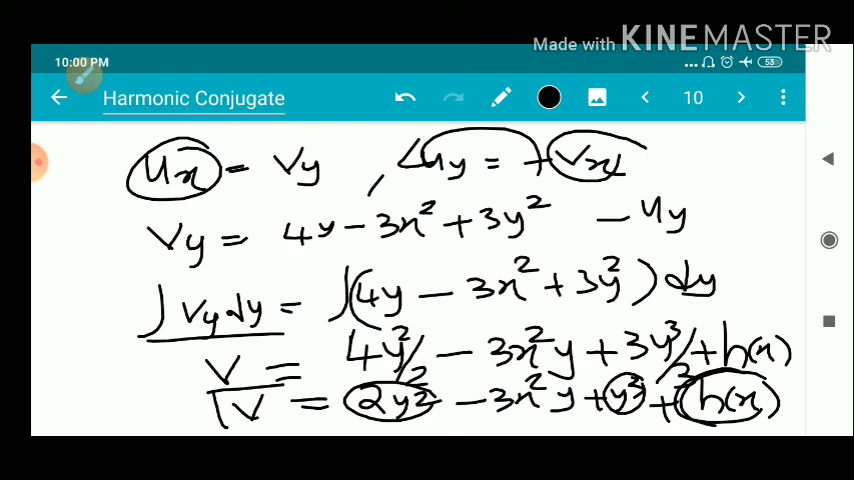 Made with KINEMASTER
10:00 PM
53
Harmonic Conjugate
10
ux = Vy , uy = + Vx
Vy = 4y - 3x² + 3y² - uy
∫ Vy dy = ∫(4y - 3x² + 3y²) dy
V = 4y²/2 - 3x²y + 3y³/3 + h(x)
V = 2y² - 3x²y + y³ + h(x)